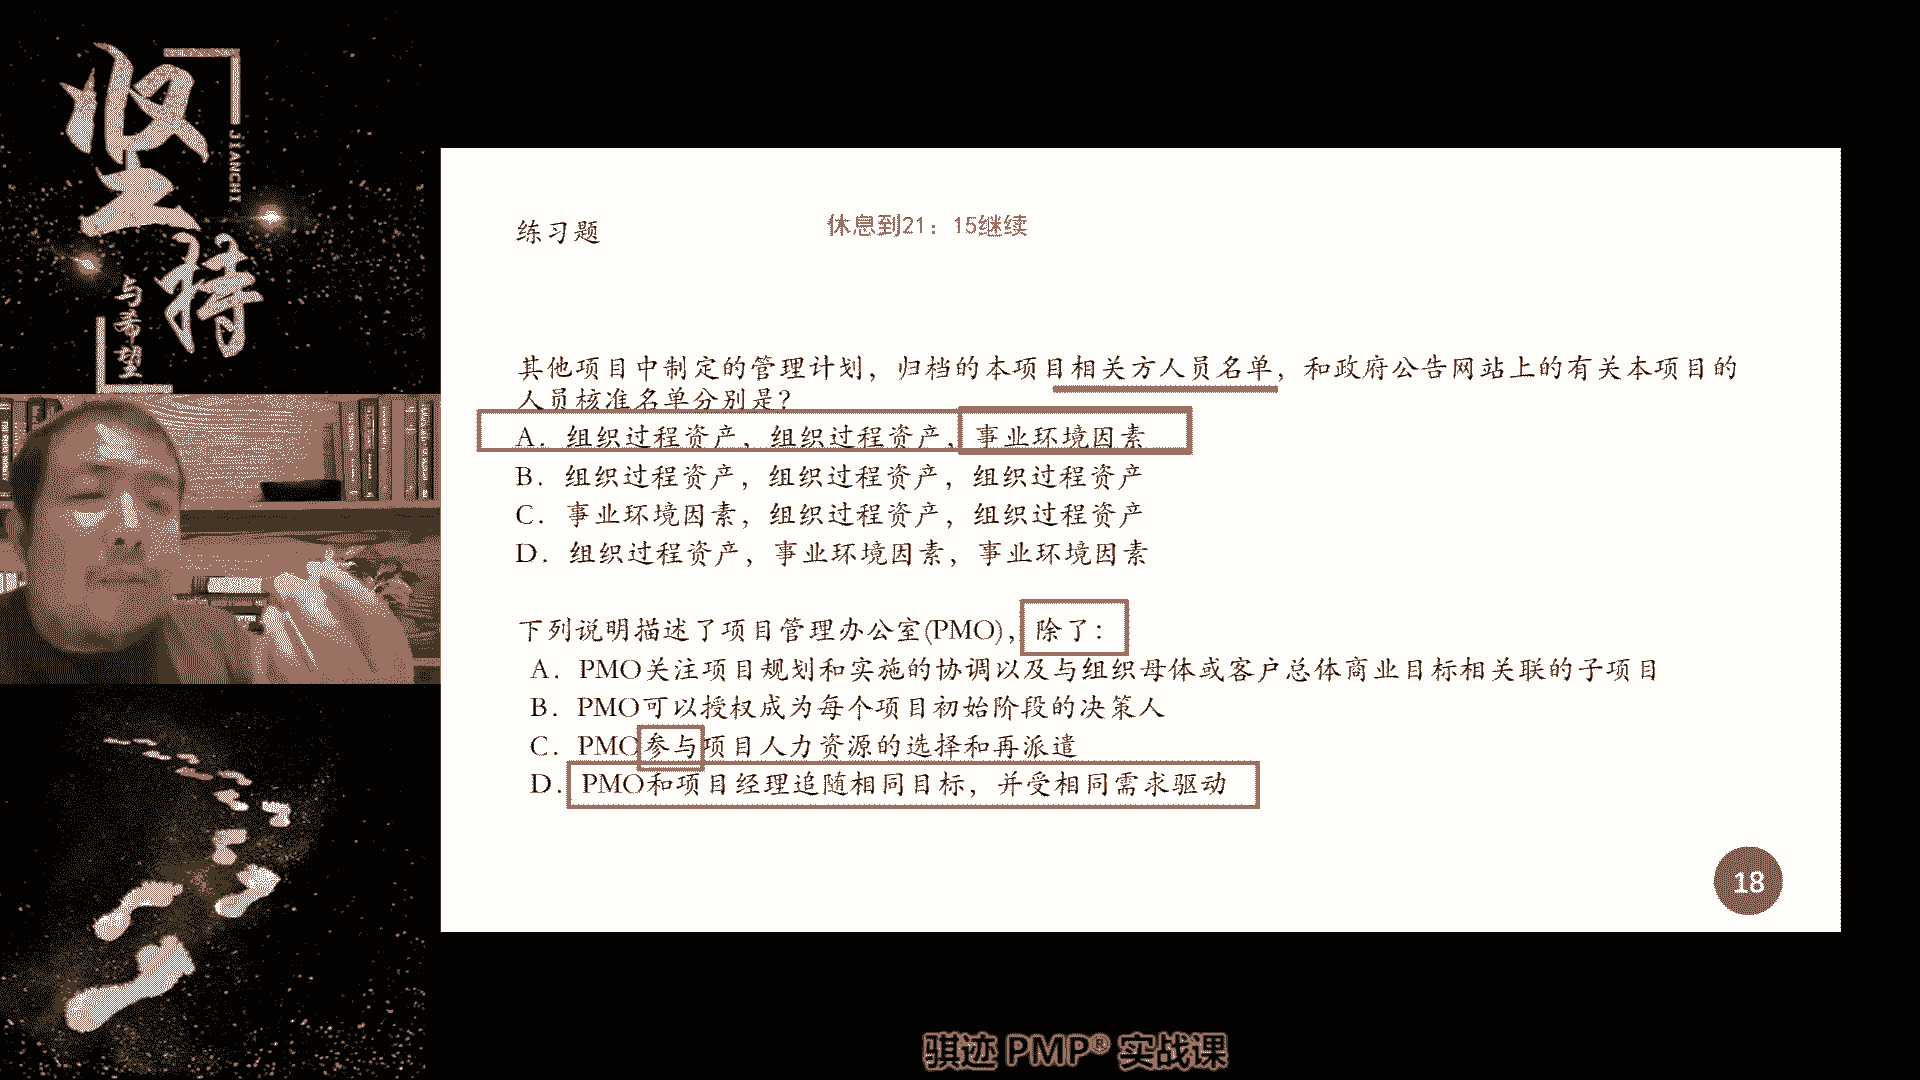 坚持
JIANCHI
与希望
练习题
休息到21：15继续
其他项目中制定的管理计划，归档的本项目相关方人员名单，和政府公告网站上的有关本项目的
人员核准名单分别是？
A．组织过程资产，组织过程资产，事业环境因素
B．组织过程资产，组织过程资产，组织过程资产
C．事业环境因素，组织过程资产，组织过程资产
D．组织过程资产，事业环境因素，事业环境因素
下列说明描述了项目管理办公室(PMO)，除了：
A．PMO关注项目规划和实施的协调以及与组织母体或客户总体商业目标相关联的子项目
B．PMO可以授权成为每个项目初始阶段的决策人
C．PMO参与项目人力资源的选择和再派遣
D．PMO和项目经理追随相同目标，并受相同需求驱动
18
骐迹 PMP® 实战课